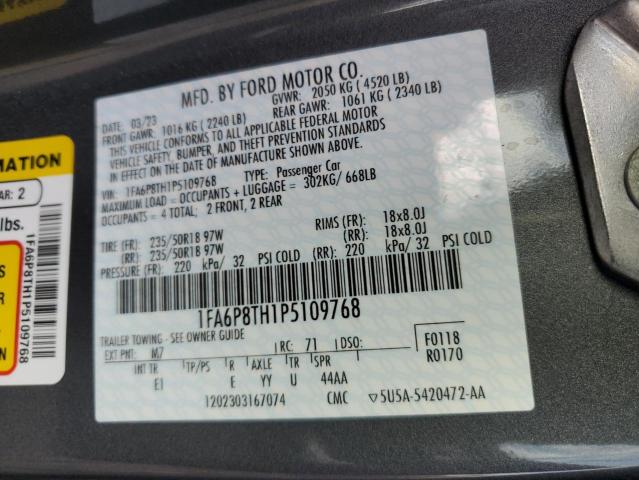 MFD. BY FORD MOTOR CO.
DATE: 03/23 GVWR: 2050 KG ( 4520 LB)
FRONT GAWR: 1016 KG ( 2240 LB) REAR GAWR: 1061 KG ( 2340 LB)
THIS VEHICLE CONFORMS TO ALL APPLICABLE FEDERAL MOTOR
VEHICLE SAFETY, BUMPER, AND THEFT PREVENTION STANDARDS
IN EFFECT ON THE DATE OF MANUFACTURE SHOWN ABOVE.
VIN: 1FA6P8TH1P5109768 TYPE: Passenger Car
MAXIMUM LOAD = OCCUPANTS + LUGGAGE = 302KG/ 668LB
OCCUPANTS = 4 TOTAL; 2 FRONT, 2 REAR
TIRE (FR): 235/50R18 97W RIMS (FR): 18x8.0J
(RR): 235/50R18 97W (RR): 18x8.0J
PRESSURE (FR): 220 kPa/ 32 PSI COLD (RR): 220 kPa/ 32 PSI COLD
1FA6P8TH1P5109768
TRAILER TOWING - SEE OWNER GUIDE
EXT PNT: M7 RC: 71 DSO: F0118
R0170
INT TR TP/PS R AXLE TR SPR
EI E YY U 44AA
1202303167074 CMC 5U5A-5420472-AA
MATION
AR: 2
lbs.
1FA6P8TH1P5109768